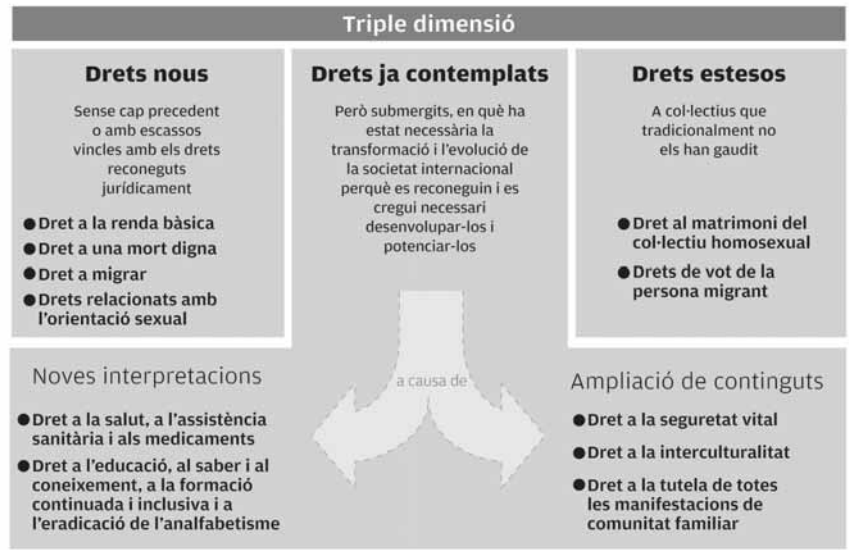 Triple dimensió
Drets nous
Sense cap precedent
o amb escassos
vincles amb els drets
reconeguts
jurídicament
● Dret a la renda bàsica
● Dret a una mort digna
● Dret a migrar
● Drets relacionats amb
l'orientació sexual
Drets ja contemplats
Però submergits, en què ha
estat necessària la
transformació i l'evolució de
la societat internacional
perquè es reconeguin i es
cregui necessari
desenvolupar-los i
potenciar-los
Drets estesos
A col·lectius que
tradicionalment no
els han gaudit
● Dret al matrimoni del
col·lectiu homosexual
● Drets de vot de la
persona migrant
a causa de
Noves interpretacions
● Dret a la salut, a l'assistència
sanitària i als medicaments
● Dret a l'educació, al saber i al
coneixement, a la formació
continuada i inclusiva i a
l'eradicació de l'analfabetisme
Ampliació de continguts
● Dret a la seguretat vital
● Dret a la interculturalitat
● Dret a la tutela de totes
les manifestacions de
comunitat familiar